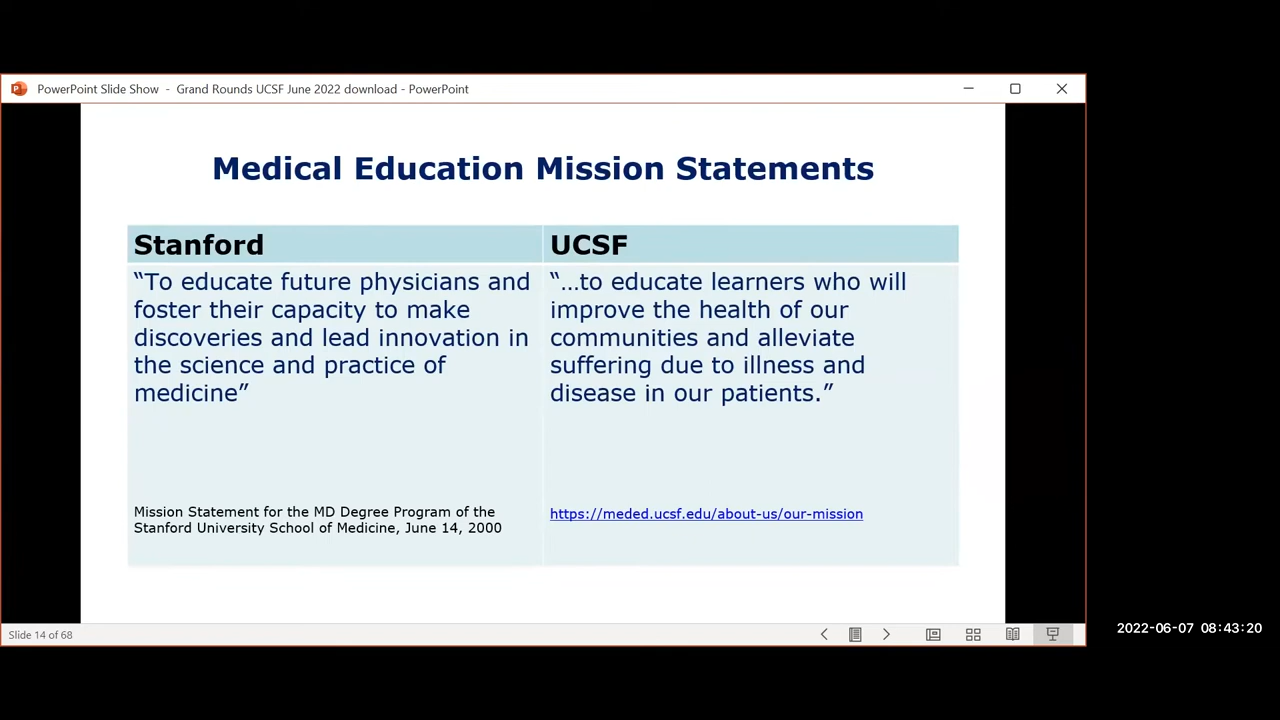 PowerPoint Slide Show - Grand Rounds UCSF June 2022 download - PowerPoint
Medical Education Mission Statements
Stanford
“To educate future physicians and
foster their capacity to make
discoveries and lead innovation in
the science and practice of
medicine”
Mission Statement for the MD Degree Program of the
Stanford University School of Medicine, June 14, 2000
UCSF
“…to educate learners who will
improve the health of our
communities and alleviate
suffering due to illness and
disease in our patients.”
https://meded.ucsf.edu/about-us/our-mission
Slide 14 of 68
2022-06-07 08:43:20